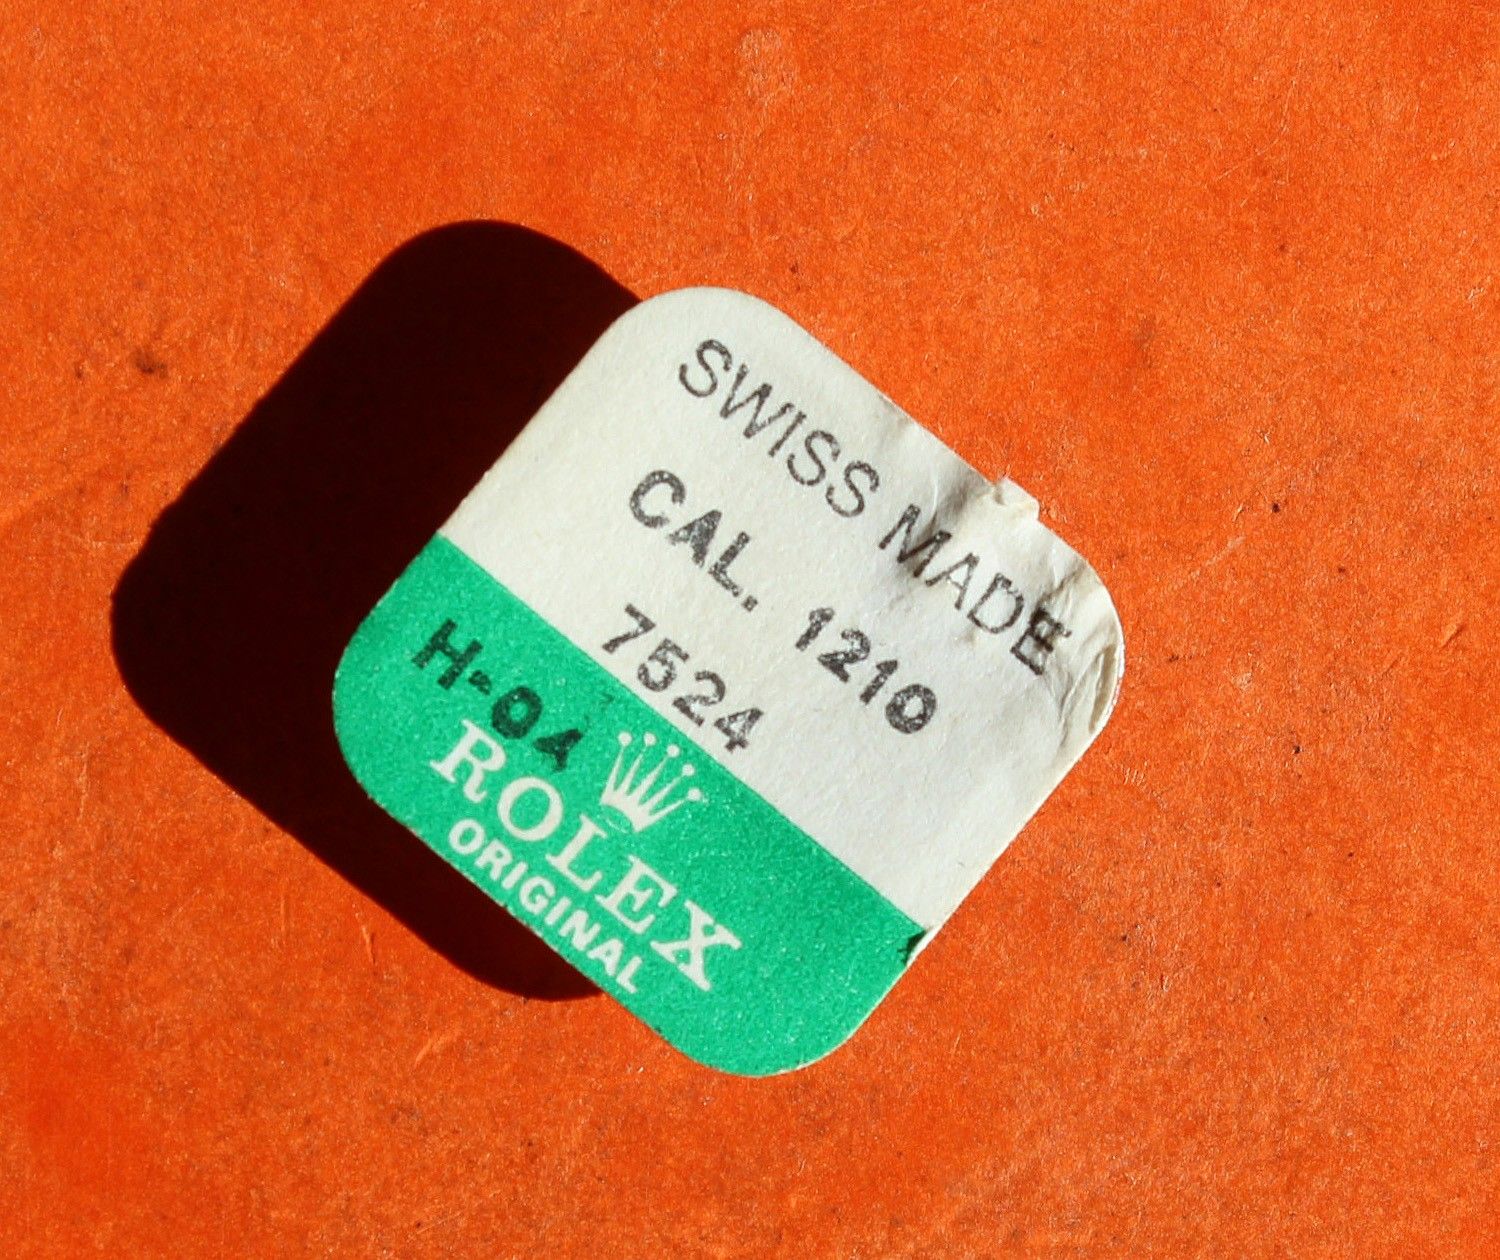 SWISS MADE
CAL. 1210
7524
H-04
ROLEX
ORIGINAL